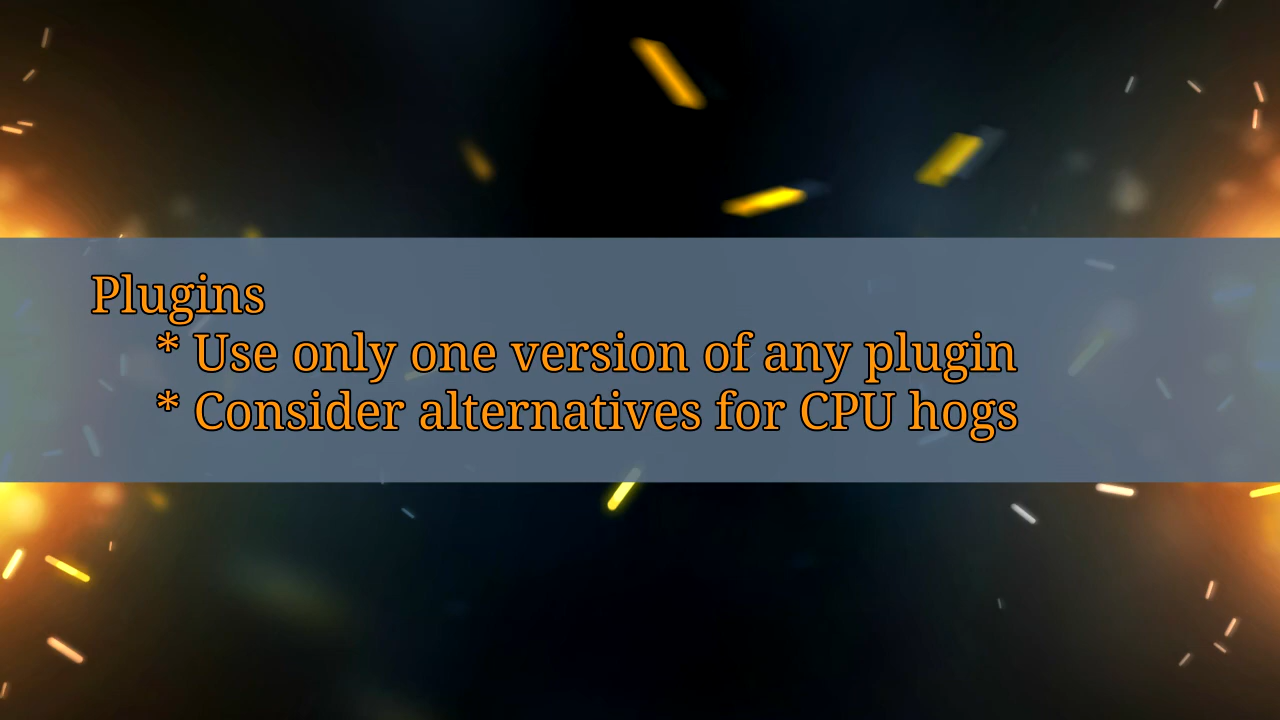 Plugins
* Use only one version of any plugin
* Consider alternatives for CPU hogs